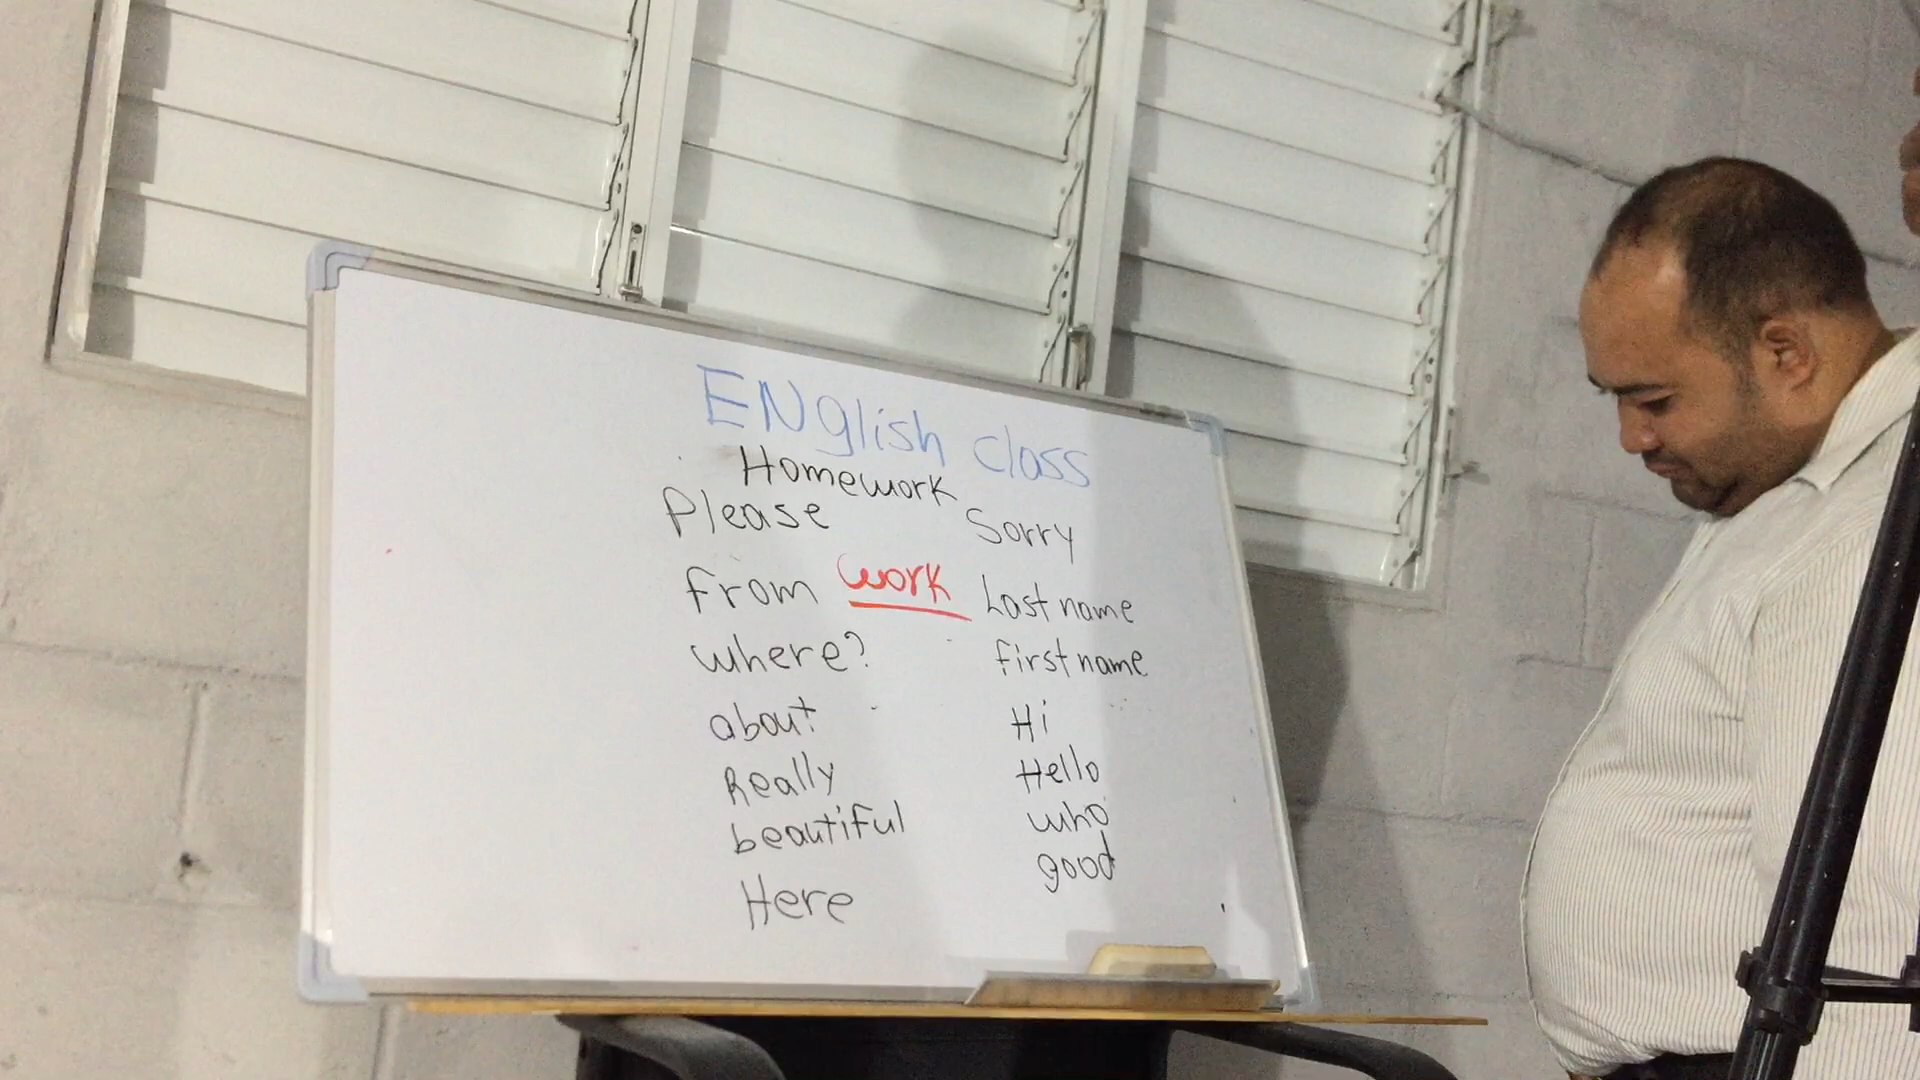 ENglish class
Homework
Please Sorry
from work Last name
where? first name
about Hi
Really Hello
beautiful who
Here good